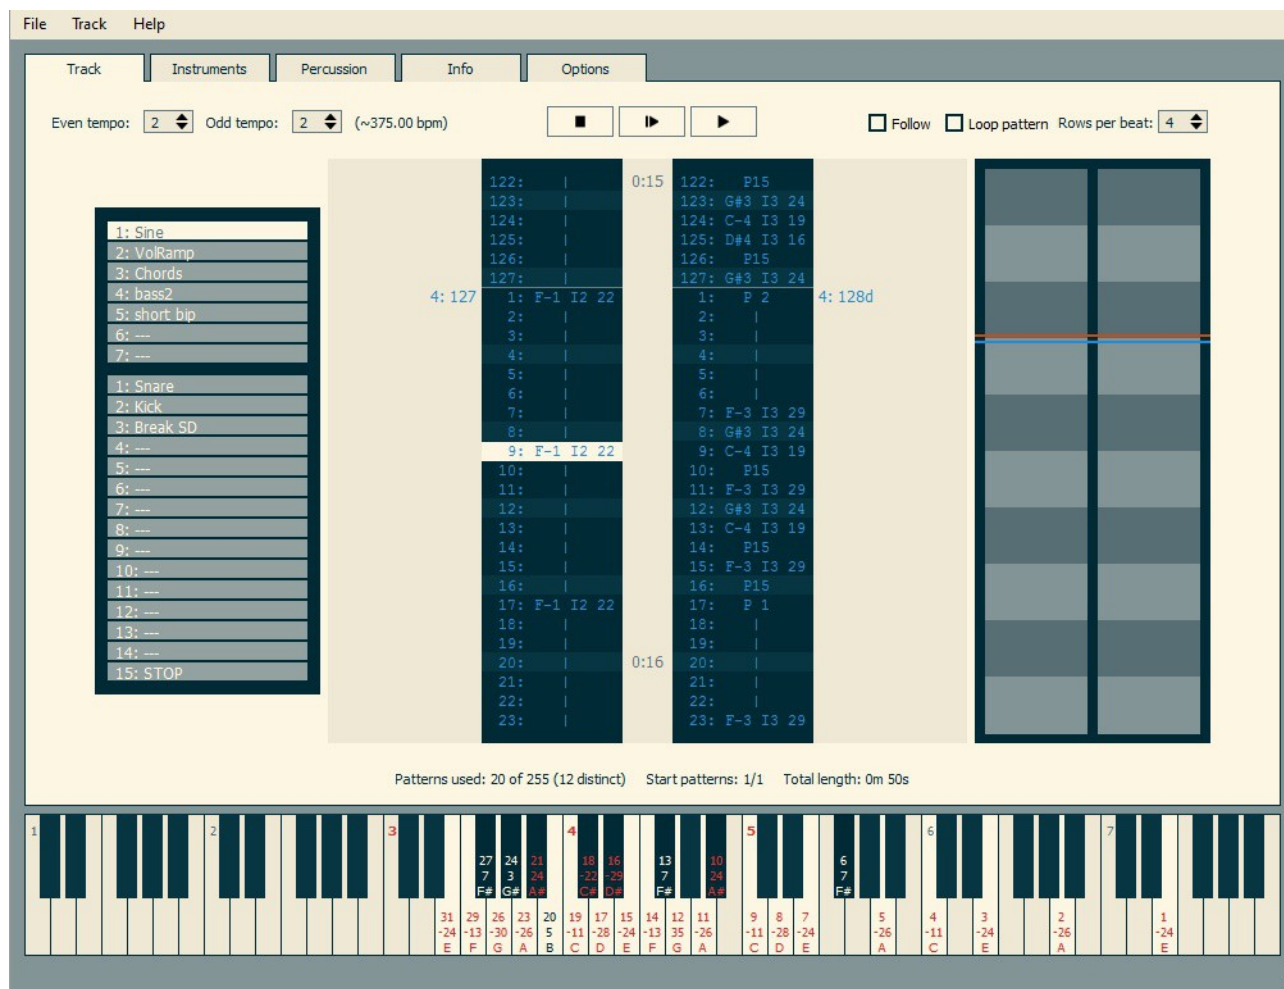 File Track Help
Track Instruments Percussion Info Options
Even tempo: 2 Odd tempo: 2 (~375.00 bpm)
Follow Loop pattern Rows per beat: 4
1: Sine
2: VolRamp
3: Chords
4: bass2
5: short bip
6: ---
7: ---
1: Snare
2: Kick
3: Break SD
4: ---
5: ---
6: ---
7: ---
8: ---
9: ---
10: ---
11: ---
12: ---
13: ---
14: ---
15: STOP
4: 127
122: |
123: |
124: |
125: |
126: |
127: |
1: F-1 I2 22
2: |
3: |
4: |
5: |
6: |
7: |
8: |
9: F-1 I2 22
10: |
11: |
12: |
13: |
14: |
15: |
16: |
17: F-1 I2 22
18: |
19: |
20: |
21: |
22: |
23: |
0:15
0:16
122: P15
123: G#3 I3 24
124: C-4 I3 19
125: D#4 I3 16
126: P15
127: G#3 I3 24
1: P 2
2: |
3: |
4: |
5: |
6: |
7: F-3 I3 29
8: G#3 I3 24
9: C-4 I3 19
10: P15
11: F-3 I3 29
12: G#3 I3 24
13: C-4 I3 19
14: P15
15: F-3 I3 29
16: P15
17: P 1
18: |
19: |
20: |
21: |
22: |
23: F-3 I3 29
4: 128d
Patterns used: 20 of 255 (12 distinct) Start patterns: 1/1 Total length: 0m 50s
1 2 3 4 5 6 7
27 24 21 18 16 13 10 6
7 3 24 -22 -29 7 24 7
F# G# A# C# D# F# A# F#
31 29 26 23 20 19 17 15 14 12 11 9 8 7 5 4 3 2 1
-24 -13 -30 -26 5 -11 -28 -24 -13 35 -26 -11 -28 -24 -26 -11 -24 -26 -24
E F G A B C D E F G A C D E A C E A E